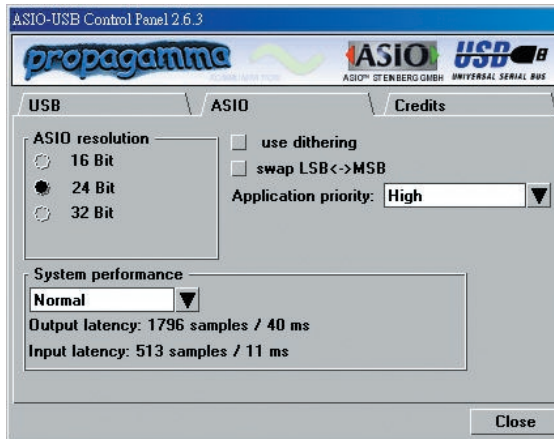 ASIO-USB Control Panel 2.6.3
propagamma
ASIO
ASIO™ STEINBERG GMBH
USB
UNIVERSAL SERIAL BUS
USB
ASIO
Credits
ASIO resolution
16 Bit
24 Bit
32 Bit
use dithering
swap LSB<->MSB
Application priority: High
System performance
Normal
Output latency: 1796 samples / 40 ms
Input latency: 513 samples / 11 ms
Close